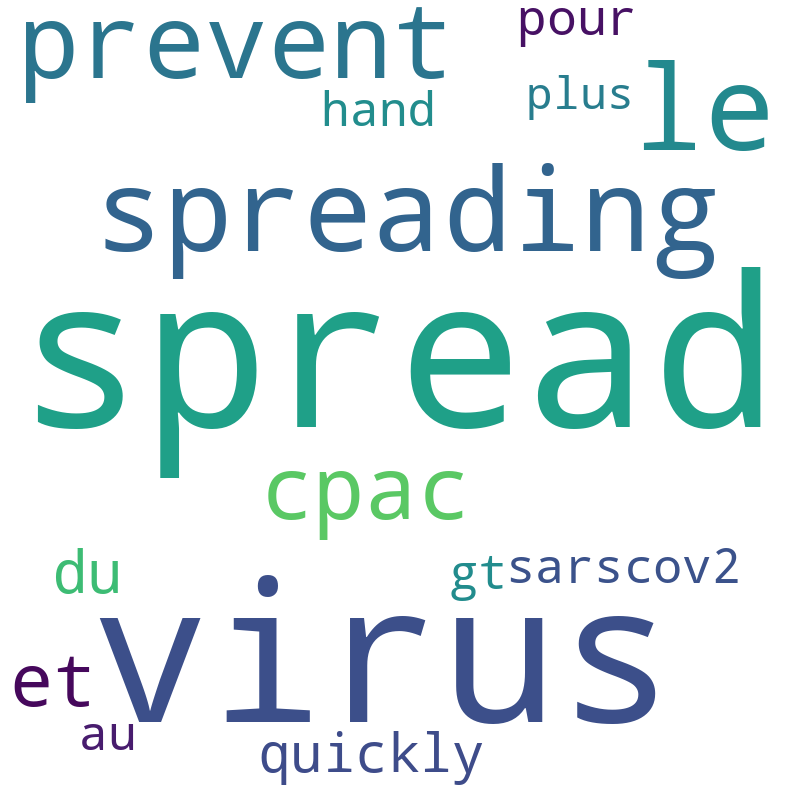 prevent pour
hand plus le
spreading
spread
cpac
du gt sarscov2
virus
et
au quickly